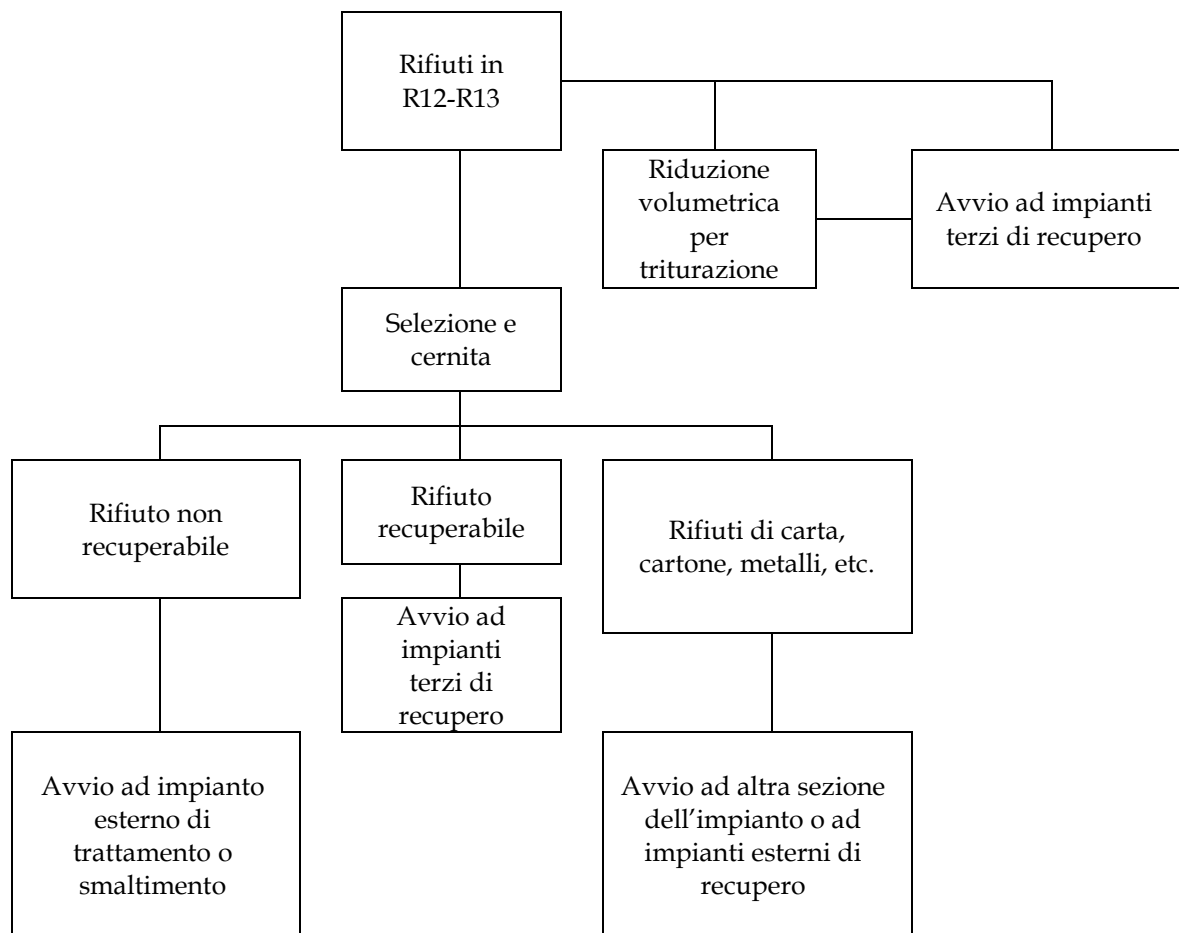 Rifiuti in
R12-R13
Riduzione
volumetrica
per
triturazione
Avvio ad impianti
terzi di recupero
Selezione e
cernita
Rifiuto non
recuperabile
Rifiuto
recuperabile
Rifiuti di carta,
cartone, metalli, etc.
Avvio ad
impianti
terzi di
recupero
Avvio ad impianto
esterno di
trattamento o
smaltimento
Avvio ad altra sezione
dell’impianto o ad
impianti esterni di
recupero